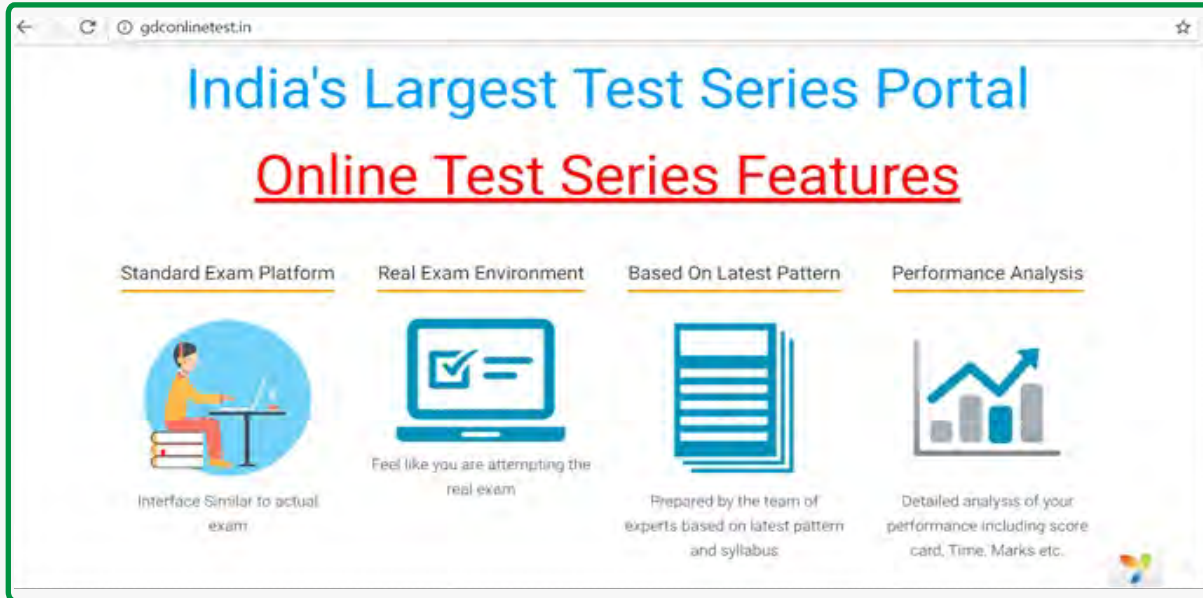 gdconlinetest.in
India's Largest Test Series Portal
Online Test Series Features
Standard Exam Platform
Real Exam Environment
Based On Latest Pattern
Performance Analysis
Interface Similar to actual
exam
Feel like you are attempting the
real exam
Prepared by the team of
experts based on latest pattern
and syllabus
Detailed analysis of your
performance including score
card, Time, Marks etc.